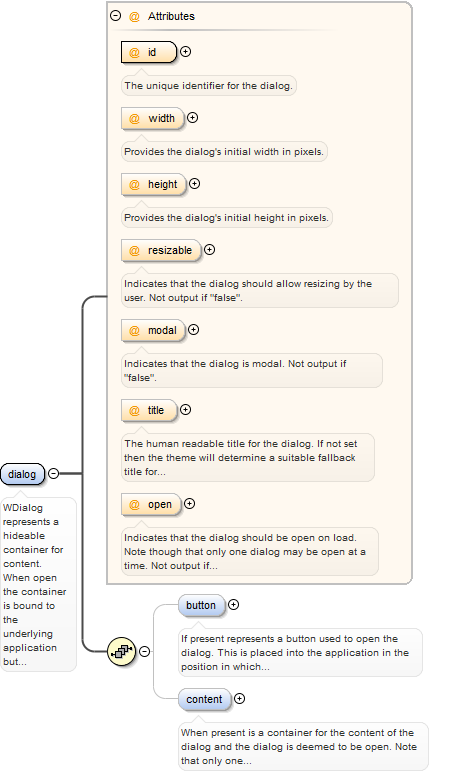 @ Attributes
@ id
The unique identifier for the dialog.
@ width
Provides the dialog's initial width in pixels.
@ height
Provides the dialog's initial height in pixels.
@ resizable
Indicates that the dialog should allow resizing by the
user. Not output if "false".
@ modal
Indicates that the dialog is modal. Not output if
"false".
@ title
The human readable title for the dialog. If not set
then the theme will determine a suitable fallback
title for...
@ open
Indicates that the dialog should be open on load.
Note though that only one dialog may be open at a
time. Not output if...
dialog
WDialog
represents a
hideable
container for
content.
When open
the container
is bound to
the
underlying
application
but...
button
If present represents a button used to open the
dialog. This is placed into the application in the
position in which...
content
When present is a container for the content of the
dialog and the dialog is deemed to be open. Note
that only one...